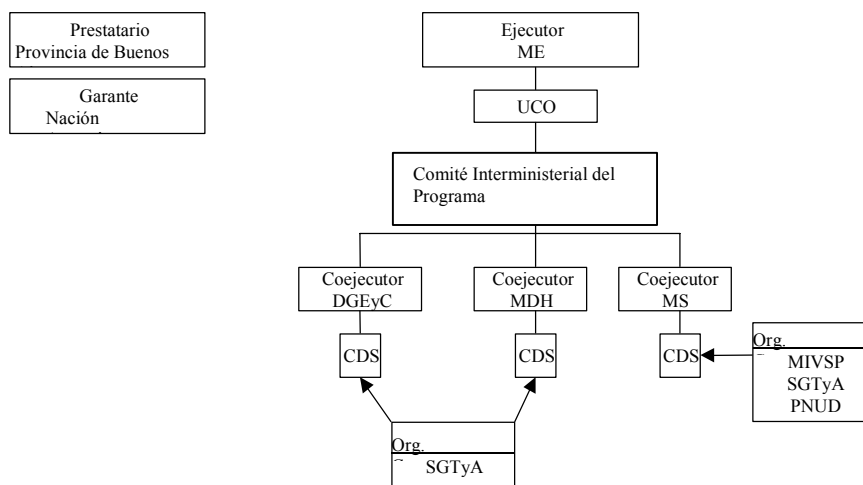 Prestatario
Provincia de Buenos
Garante
Nación
Ejecutor
ME
UCO
Comité Interministerial del
Programa
Coejecutor
DGEyC
Coejecutor
MDH
Coejecutor
MS
CDS
CDS
CDS
Org.
MIVSP
SGTyA
PNUD
Org.
SGTyA